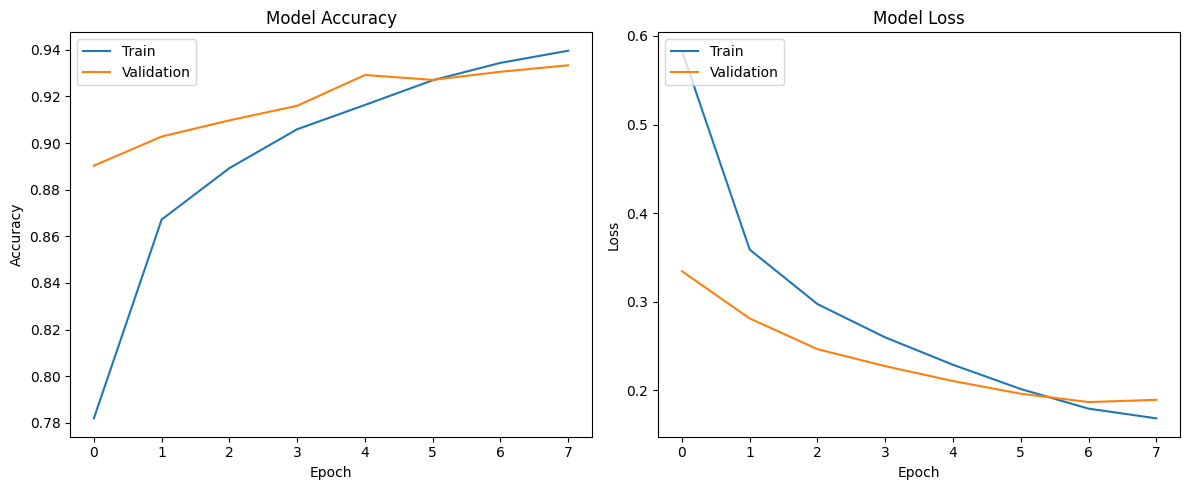 Model Accuracy
Train
Validation
0.94
0.92
0.90
0.88
0.86
0.84
0.82
0.80
0.78
Accuracy
0 1 2 3 4 5 6 7
Epoch
Model Loss
Train
Validation
0.6
0.5
0.4
0.3
0.2
Loss
0 1 2 3 4 5 6 7
Epoch